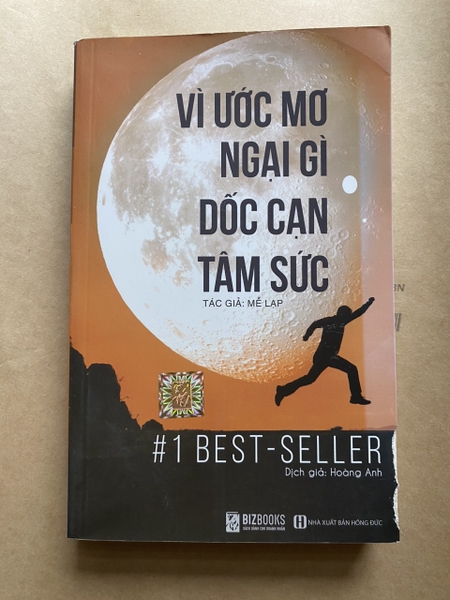 VÌ ƯỚC MƠ
NGẠI GÌ
DỐC CẠN
TÂM SỨC
TÁC GIẢ: MỄ LẠP
#1 BEST-SELLER
Dịch giả: Hoàng Anh
BIZBOOKS
NHÀ XUẤT BẢN HỒNG ĐỨC